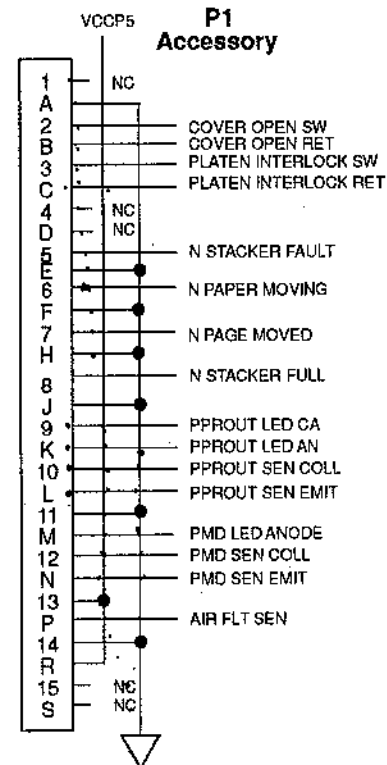 VCCP5
P1
Accessory
1 NC
A
2 COVER OPEN SW
B COVER OPEN RET
3 PLATEN INTERLOCK SW
C PLATEN INTERLOCK RET
4 NC
D NC
5 N STACKER FAULT
E
6 N PAPER MOVING
F
7 N PAGE MOVED
H
8 N STACKER FULL
J
9 PPROUT LED CA
K PPROUT LED AN
10 PPROUT SEN COLL
L PPROUT SEN EMIT
11
M PMD LED ANODE
12 PMD SEN COLL
N PMD SEN EMIT
13
P AIR FLT SEN
14
R
15 NC
S NC